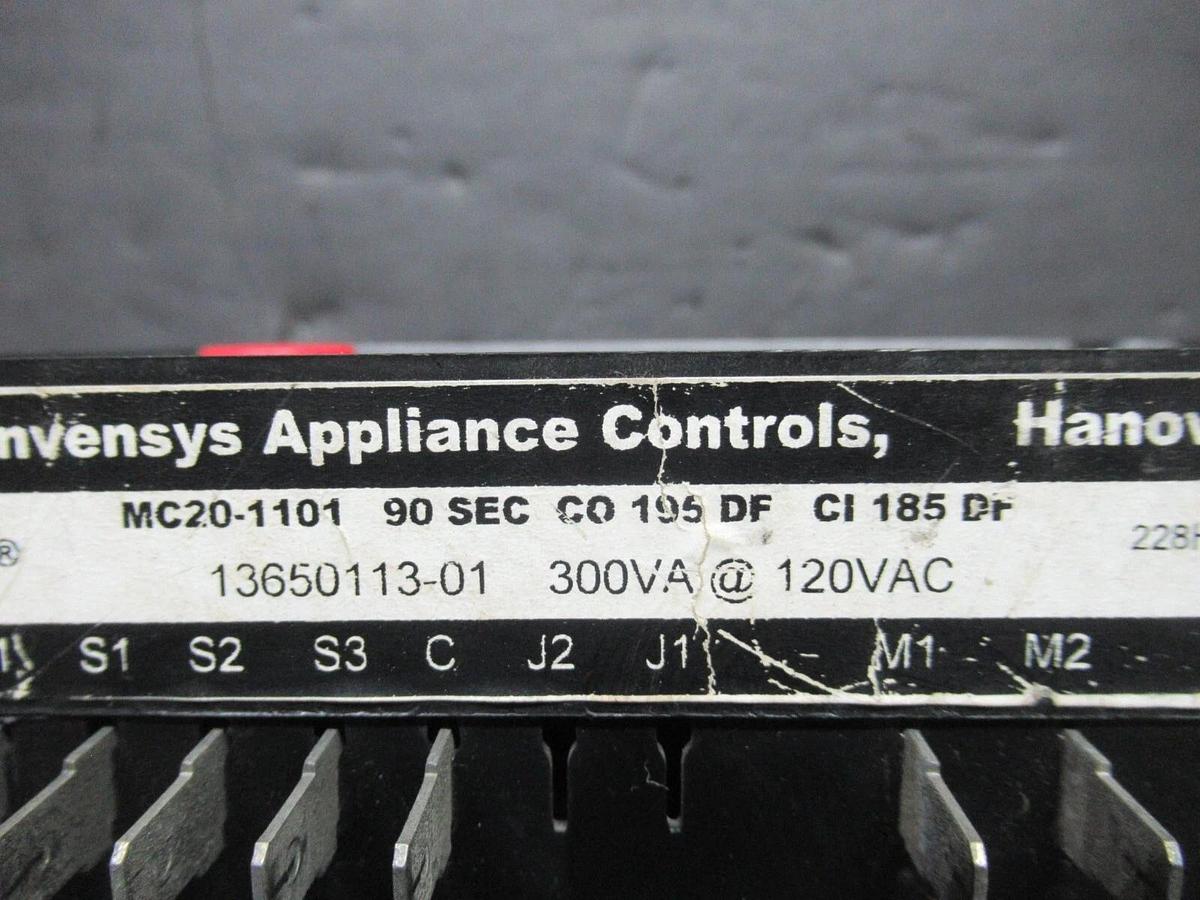 nvensys Appliance Controls, Hanov
MC20-1101 90 SEC CO 195 DF CI 185 DF
® 228H
13650113-01 300VA @ 120VAC
S1 S2 S3 C J2 J1 M1 M2